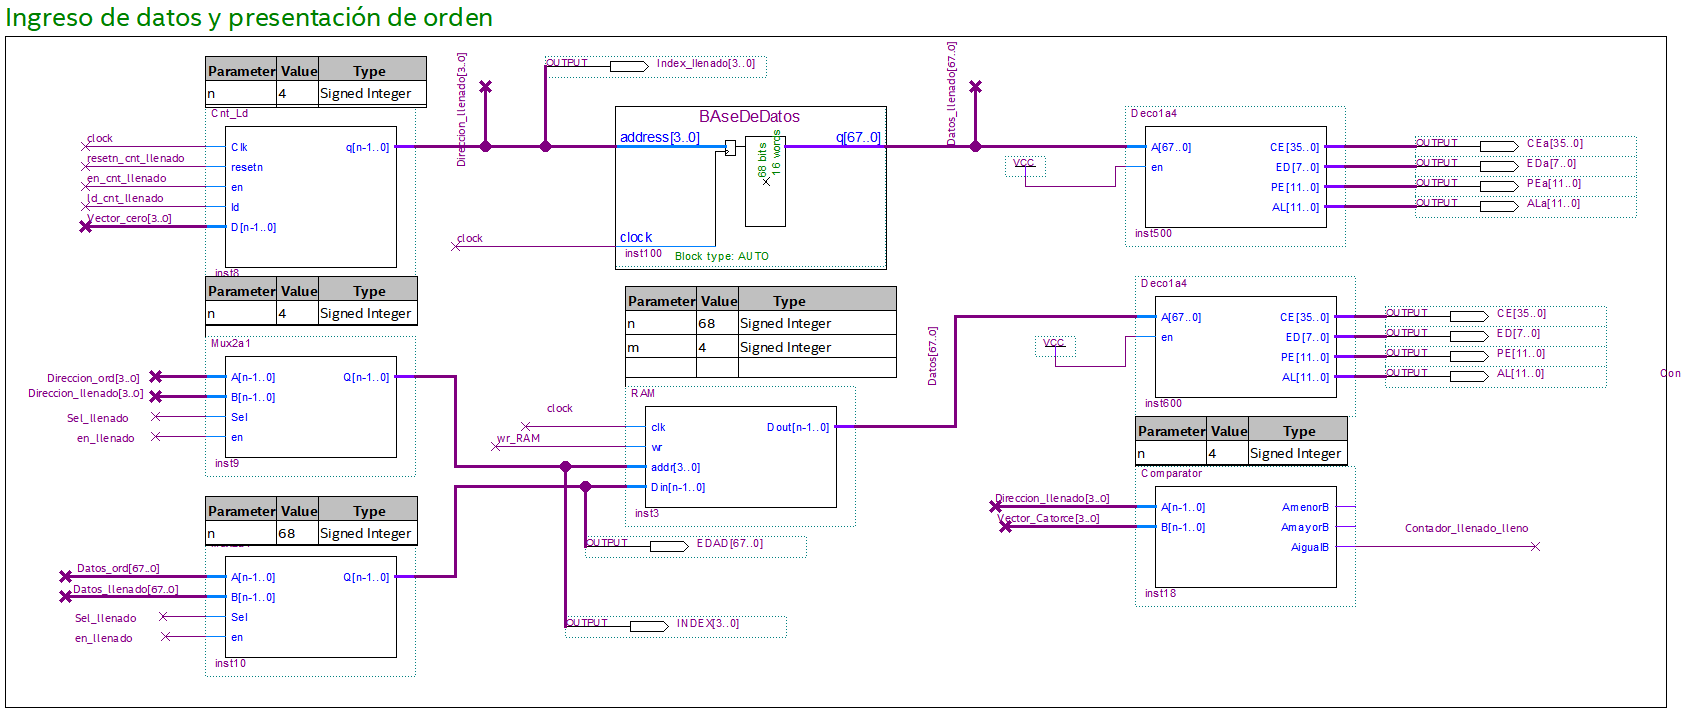 Ingreso de datos y presentación de orden
Parameter Value Type
n 4 Signed Integer
Cnt_Ld
clock
resetn_cnt_llenado
en_cnt_llenado
ld_cnt_llenado
Vector_cero[3..0]
Clk q[n-1..0]
resetn
en
ld
D[n-1..0]
inst8
Direccion_llenado[3..0]
OUTPUT Index_llenado[3..0]
BAseDeDatos
address[3..0] q[67..0]
68 bits
16 words
clock
clock
inst100 Block type: AUTO
Datos_llenado[67..0]
VCC
Deco1a4
A[67..0] CE[35..0]
en ED[7..0]
PE[11..0]
AL[11..0]
inst500
OUTPUT CEa[35..0]
OUTPUT EDa[7..0]
OUTPUT PEa[11..0]
OUTPUT ALa[11..0]
Parameter Value Type
n 4 Signed Integer
Mux2a1
Direccion_ord[3..0]
Direccion_llenado[3..0]
Sel_llenado
en_llenado
A[n-1..0] Q[n-1..0]
B[n-1..0]
Sel
en
inst9
Parameter Value Type
n 68 Signed Integer
m 4 Signed Integer
RAM
clock
wr_RAM
clk Dout[n-1..0]
wr
addr[3..0]
Din[n-1..0]
inst3
Datos[67..0]
OUTPUT EDAD[67..0]
OUTPUT INDEX[3..0]
VCC
Deco1a4
A[67..0] CE[35..0]
en ED[7..0]
PE[11..0]
AL[11..0]
inst600
OUTPUT CE[35..0]
OUTPUT ED[7..0]
OUTPUT PE[11..0]
OUTPUT AL[11..0]
Con
Parameter Value Type
n 68 Signed Integer
Datos_ord[67..0]
Datos_llenado[67..0]
Sel_llenado
en_llenado
A[n-1..0] Q[n-1..0]
B[n-1..0]
Sel
en
inst10
Parameter Value Type
n 4 Signed Integer
Comparator
Direccion_llenado[3..0]
Vector_Catorce[3..0]
A[n-1..0] AmenorB
B[n-1..0] AmayorB
AigualB
Contador_llenado_lleno
inst18